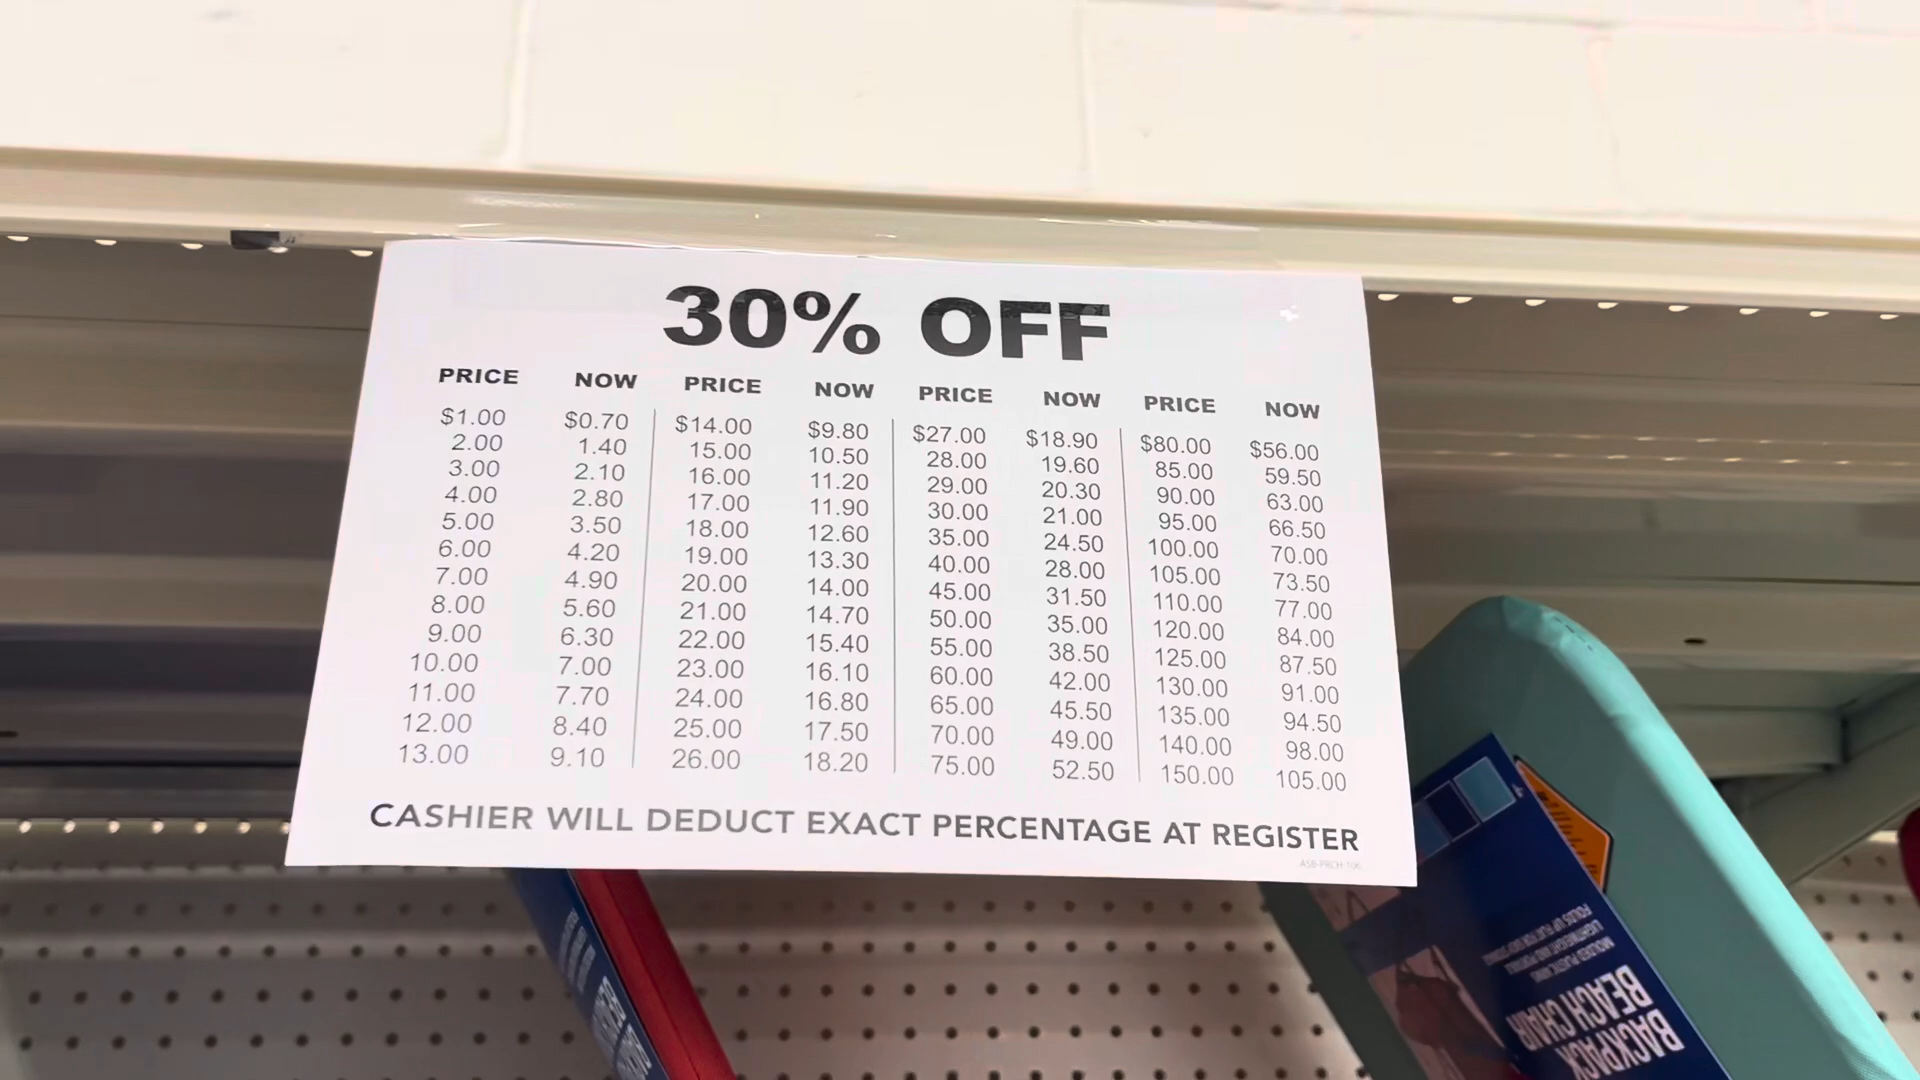 30% OFF
PRICE NOW PRICE NOW PRICE NOW PRICE NOW
$1.00 $0.70 $14.00 $9.80 $27.00 $18.90 $80.00 $56.00
2.00 1.40 15.00 10.50 28.00 19.60 85.00 59.50
3.00 2.10 16.00 11.20 29.00 20.30 90.00 63.00
4.00 2.80 17.00 11.90 30.00 21.00 95.00 66.50
5.00 3.50 18.00 12.60 35.00 24.50 100.00 70.00
6.00 4.20 19.00 13.30 40.00 28.00 105.00 73.50
7.00 4.90 20.00 14.00 45.00 31.50 110.00 77.00
8.00 5.60 21.00 14.70 50.00 35.00 120.00 84.00
9.00 6.30 22.00 15.40 55.00 38.50 125.00 87.50
10.00 7.00 23.00 16.10 60.00 42.00 130.00 91.00
11.00 7.70 24.00 16.80 65.00 45.50 135.00 94.50
12.00 8.40 25.00 17.50 70.00 49.00 140.00 98.00
13.00 9.10 26.00 18.20 75.00 52.50 150.00 105.00
CASHIER WILL DEDUCT EXACT PERCENTAGE AT REGISTER
ASB-PRCH 106
BACKPACK
BEACH CHAIR
MOLDED PLASTIC ARMS
LIGHTWEIGHT AND PORTABLE